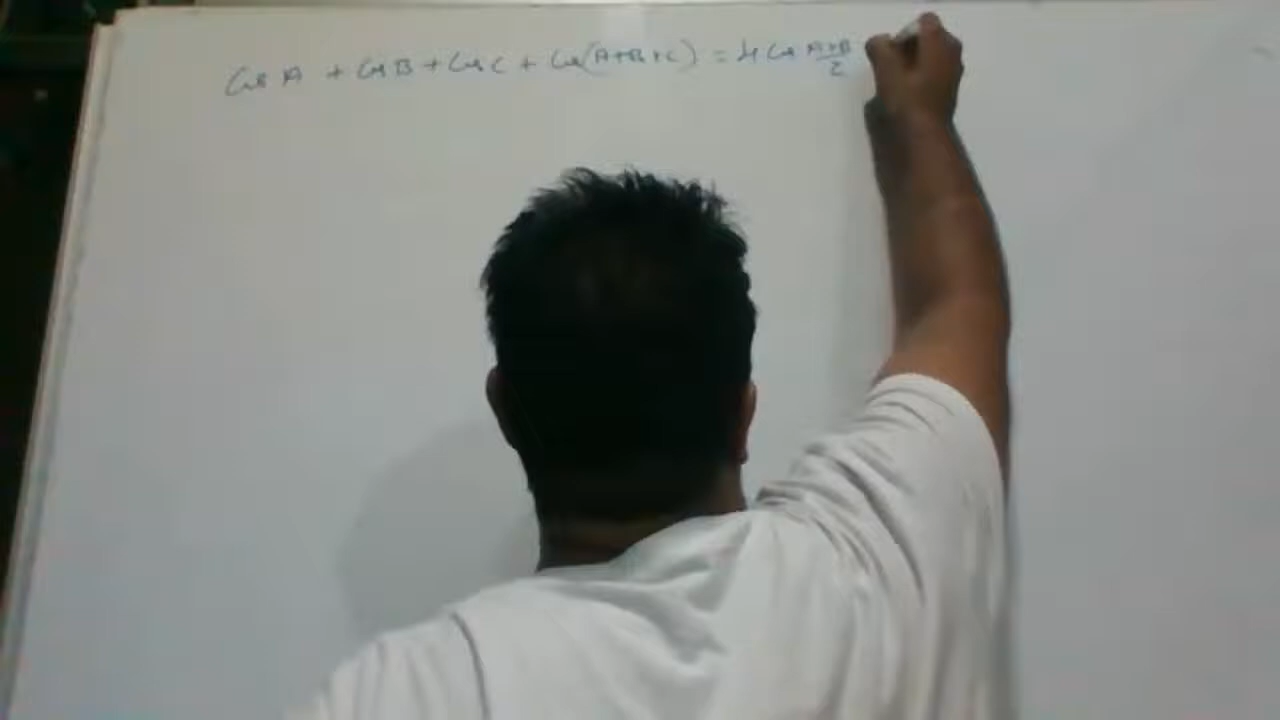 Cos A + Cos B + Cos C + Cos(A+B+C) = 4 Cos A+B/2